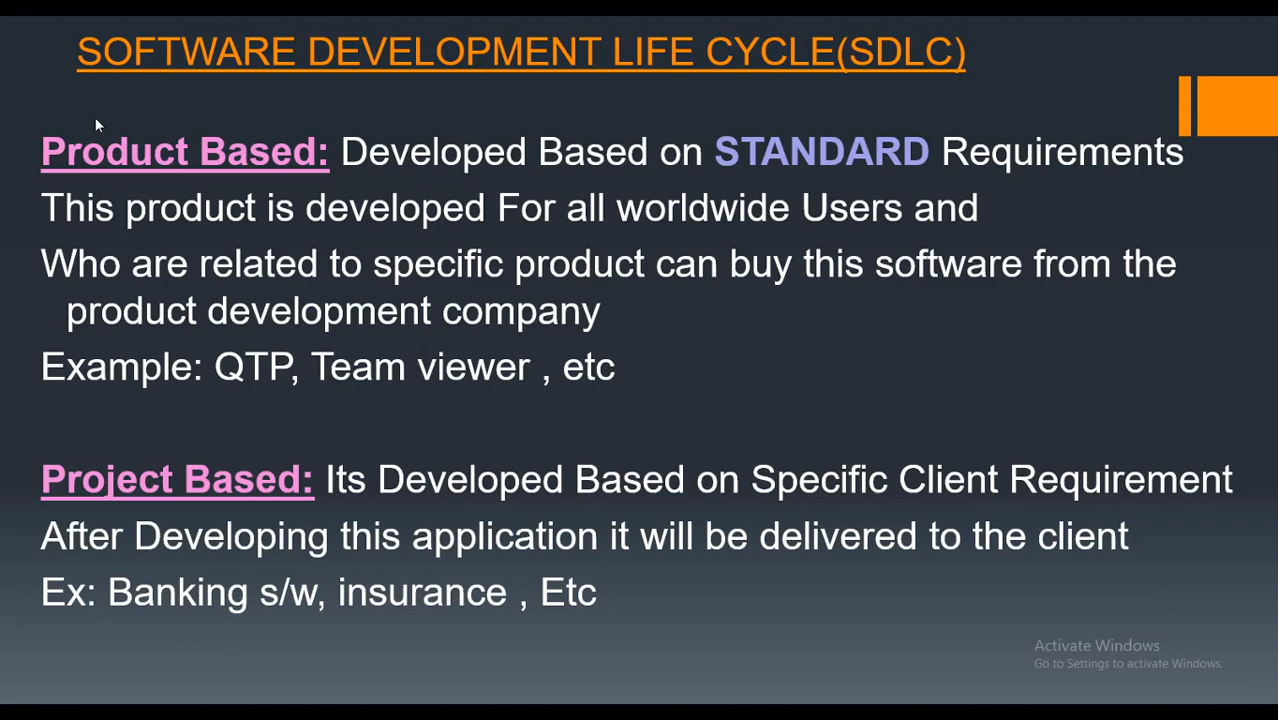 SOFTWARE DEVELOPMENT LIFE CYCLE(SDLC)
Product Based: Developed Based on STANDARD Requirements
This product is developed For all worldwide Users and
Who are related to specific product can buy this software from the
product development company
Example: QTP, Team viewer , etc
Project Based: Its Developed Based on Specific Client Requirement
After Developing this application it will be delivered to the client
Ex: Banking s/w, insurance , Etc
Activate Windows
Go to Settings to activate Windows.